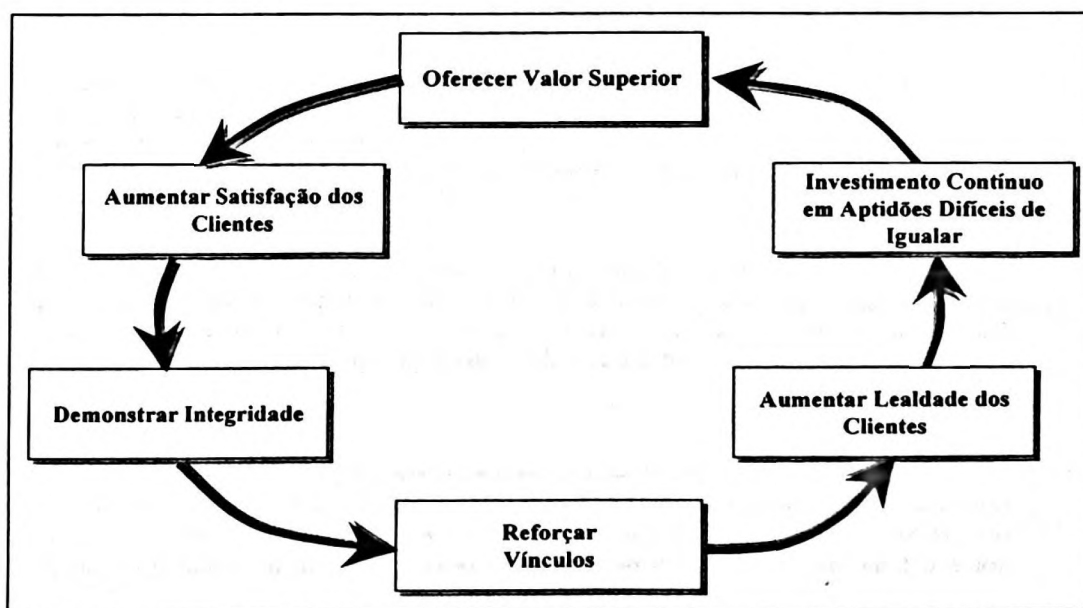 Oferecer Valor Superior
Aumentar Satisfação dos
Clientes
Demonstrar Integridade
Reforçar
Vínculos
Aumentar Lealdade dos
Clientes
Investimento Contínuo
em Aptidões Difíceis de
Igualar